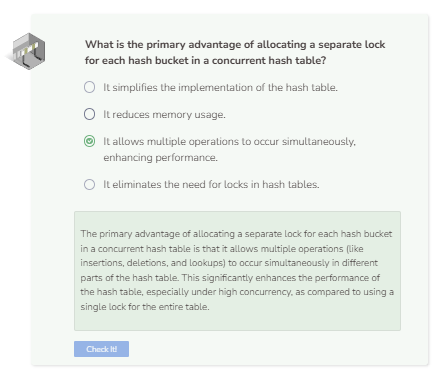 What is the primary advantage of allocating a separate lock
for each hash bucket in a concurrent hash table?
It simplifies the implementation of the hash table.
It reduces memory usage.
It allows multiple operations to occur simultaneously,
enhancing performance.
It eliminates the need for locks in hash tables.
The primary advantage of allocating a separate lock for each hash bucket
in a concurrent hash table is that it allows multiple operations (like
insertions, deletions, and lookups) to occur simultaneously in different
parts of the hash table. This significantly enhances the performance of
the hash table, especially under high concurrency, as compared to using a
single lock for the entire table.
Check It!